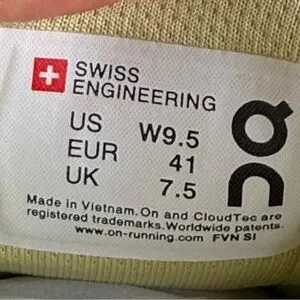 SWISS
ENGINEERING
US W9.5
EUR 41
UK 7.5
Made in Vietnam. On and CloudTec are
registered trademarks. Worldwide patents.
www.on-running.com FVN SI